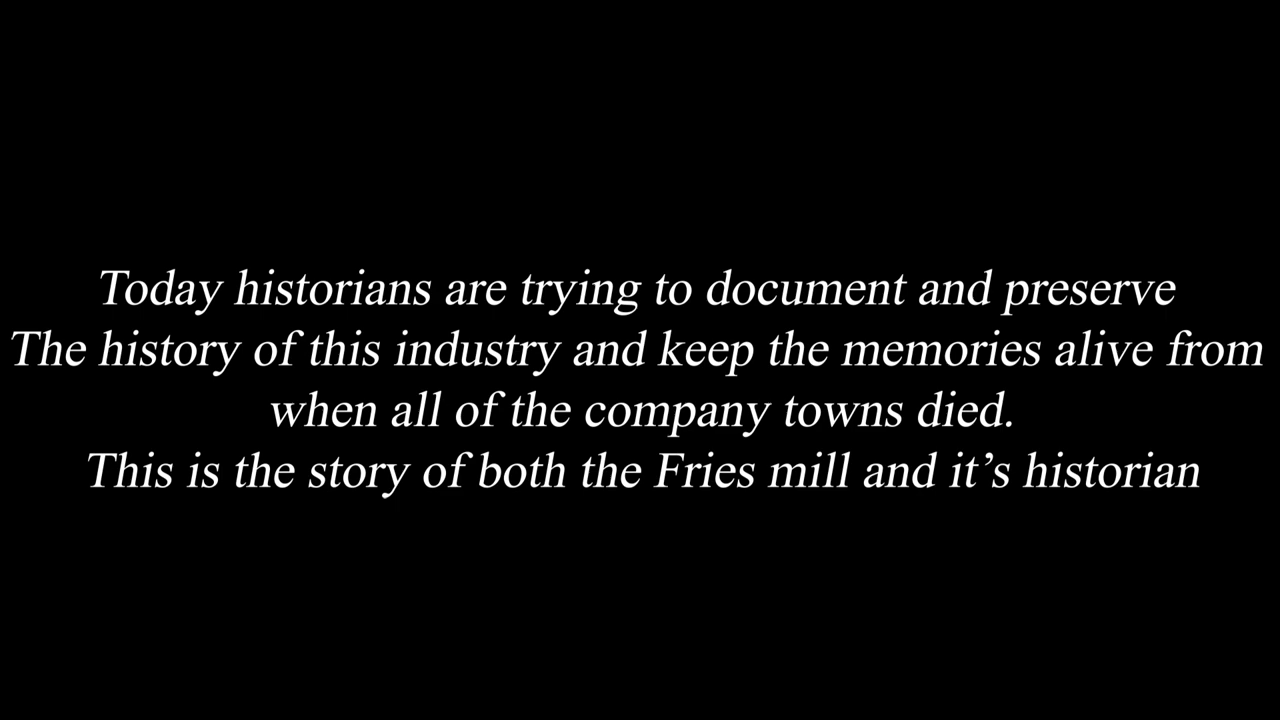 Today historians are trying to document and preserve
The history of this industry and keep the memories alive from
when all of the company towns died.
This is the story of both the Fries mill and it’s historian